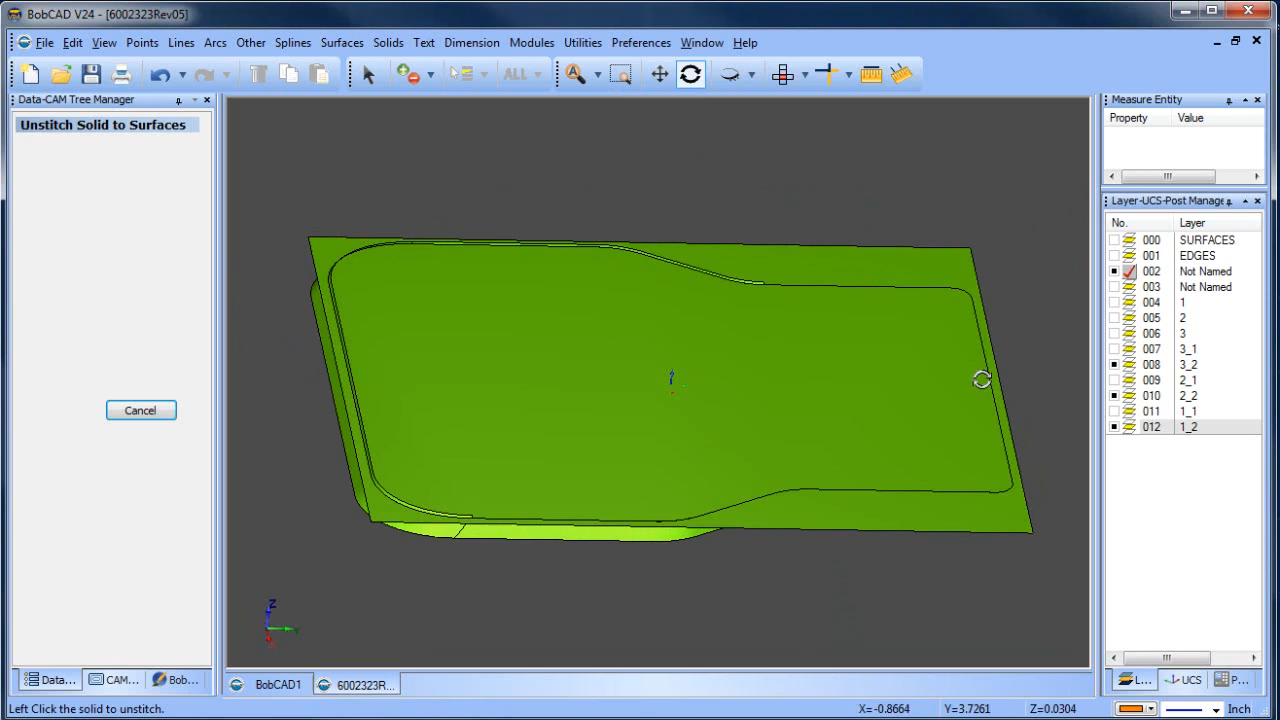 BobCAD V24 - [6002323Rev05]
File Edit View Points Lines Arcs Other Splines Surfaces Solids Text Dimension Modules Utilities Preferences Window Help
ALL
Data-CAM Tree Manager
Unstitch Solid to Surfaces
Cancel
Data... CAM... Bob...
Z
BobCAD1 6002323R...
Left Click the solid to unstitch.
X= -0.8664 Y=3.7261 Z=0.0304 Inch
Measure Entity
Property Value
Layer-UCS-Post Manage
No. Layer
000 SURFACES
001 EDGES
002 Not Named
003 Not Named
004 1
005 2
006 3
007 3_1
008 3_2
009 2_1
010 2_2
011 1_1
012 1_2
L... UCS P...